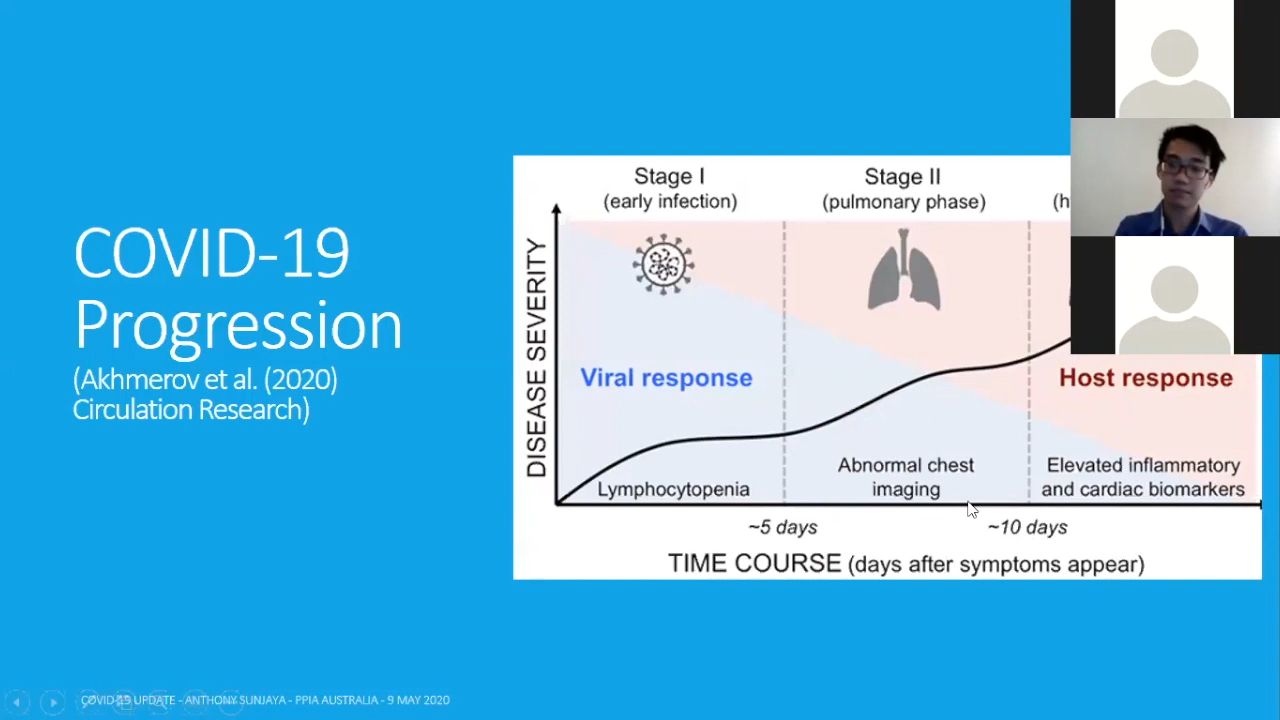 COVID-19
Progression
(Akhmerov et al. (2020)
Circulation Research)
Stage I
(early infection)
Stage II
(pulmonary phase)
DISEASE SEVERITY
Viral response
Host response
Lymphocytopenia
Abnormal chest
imaging
Elevated inflammatory
and cardiac biomarkers
~5 days
~10 days
TIME COURSE (days after symptoms appear)
COVID-19 UPDATE - ANTHONY SUNJAYA - PPIA AUSTRALIA - 9 MAY 2020